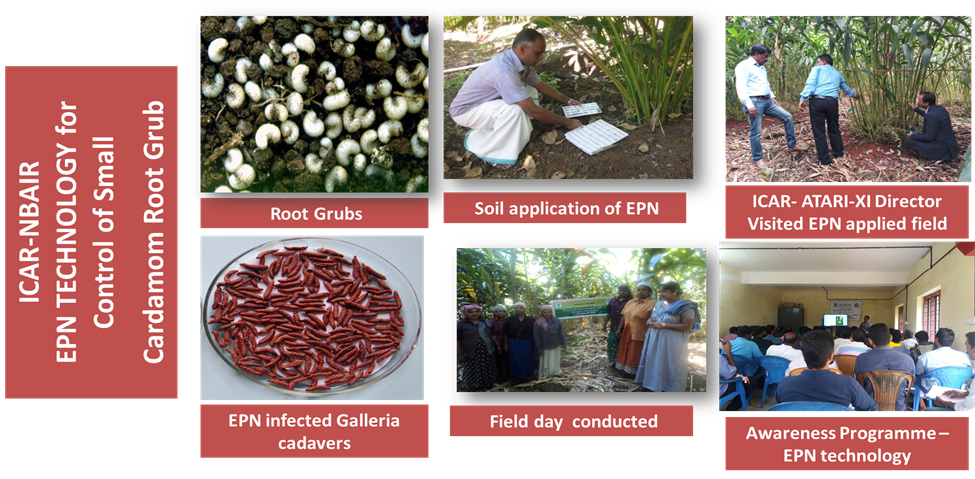 ICAR-NBAIR
EPN TECHNOLOGY for
Control of Small
Cardamom Root Grub
Root Grubs
Soil application of EPN
ICAR- ATARI-XI Director
Visited EPN applied field
EPN infected Galleria
cadavers
Field day  conducted
Awareness Programme –
EPN technology